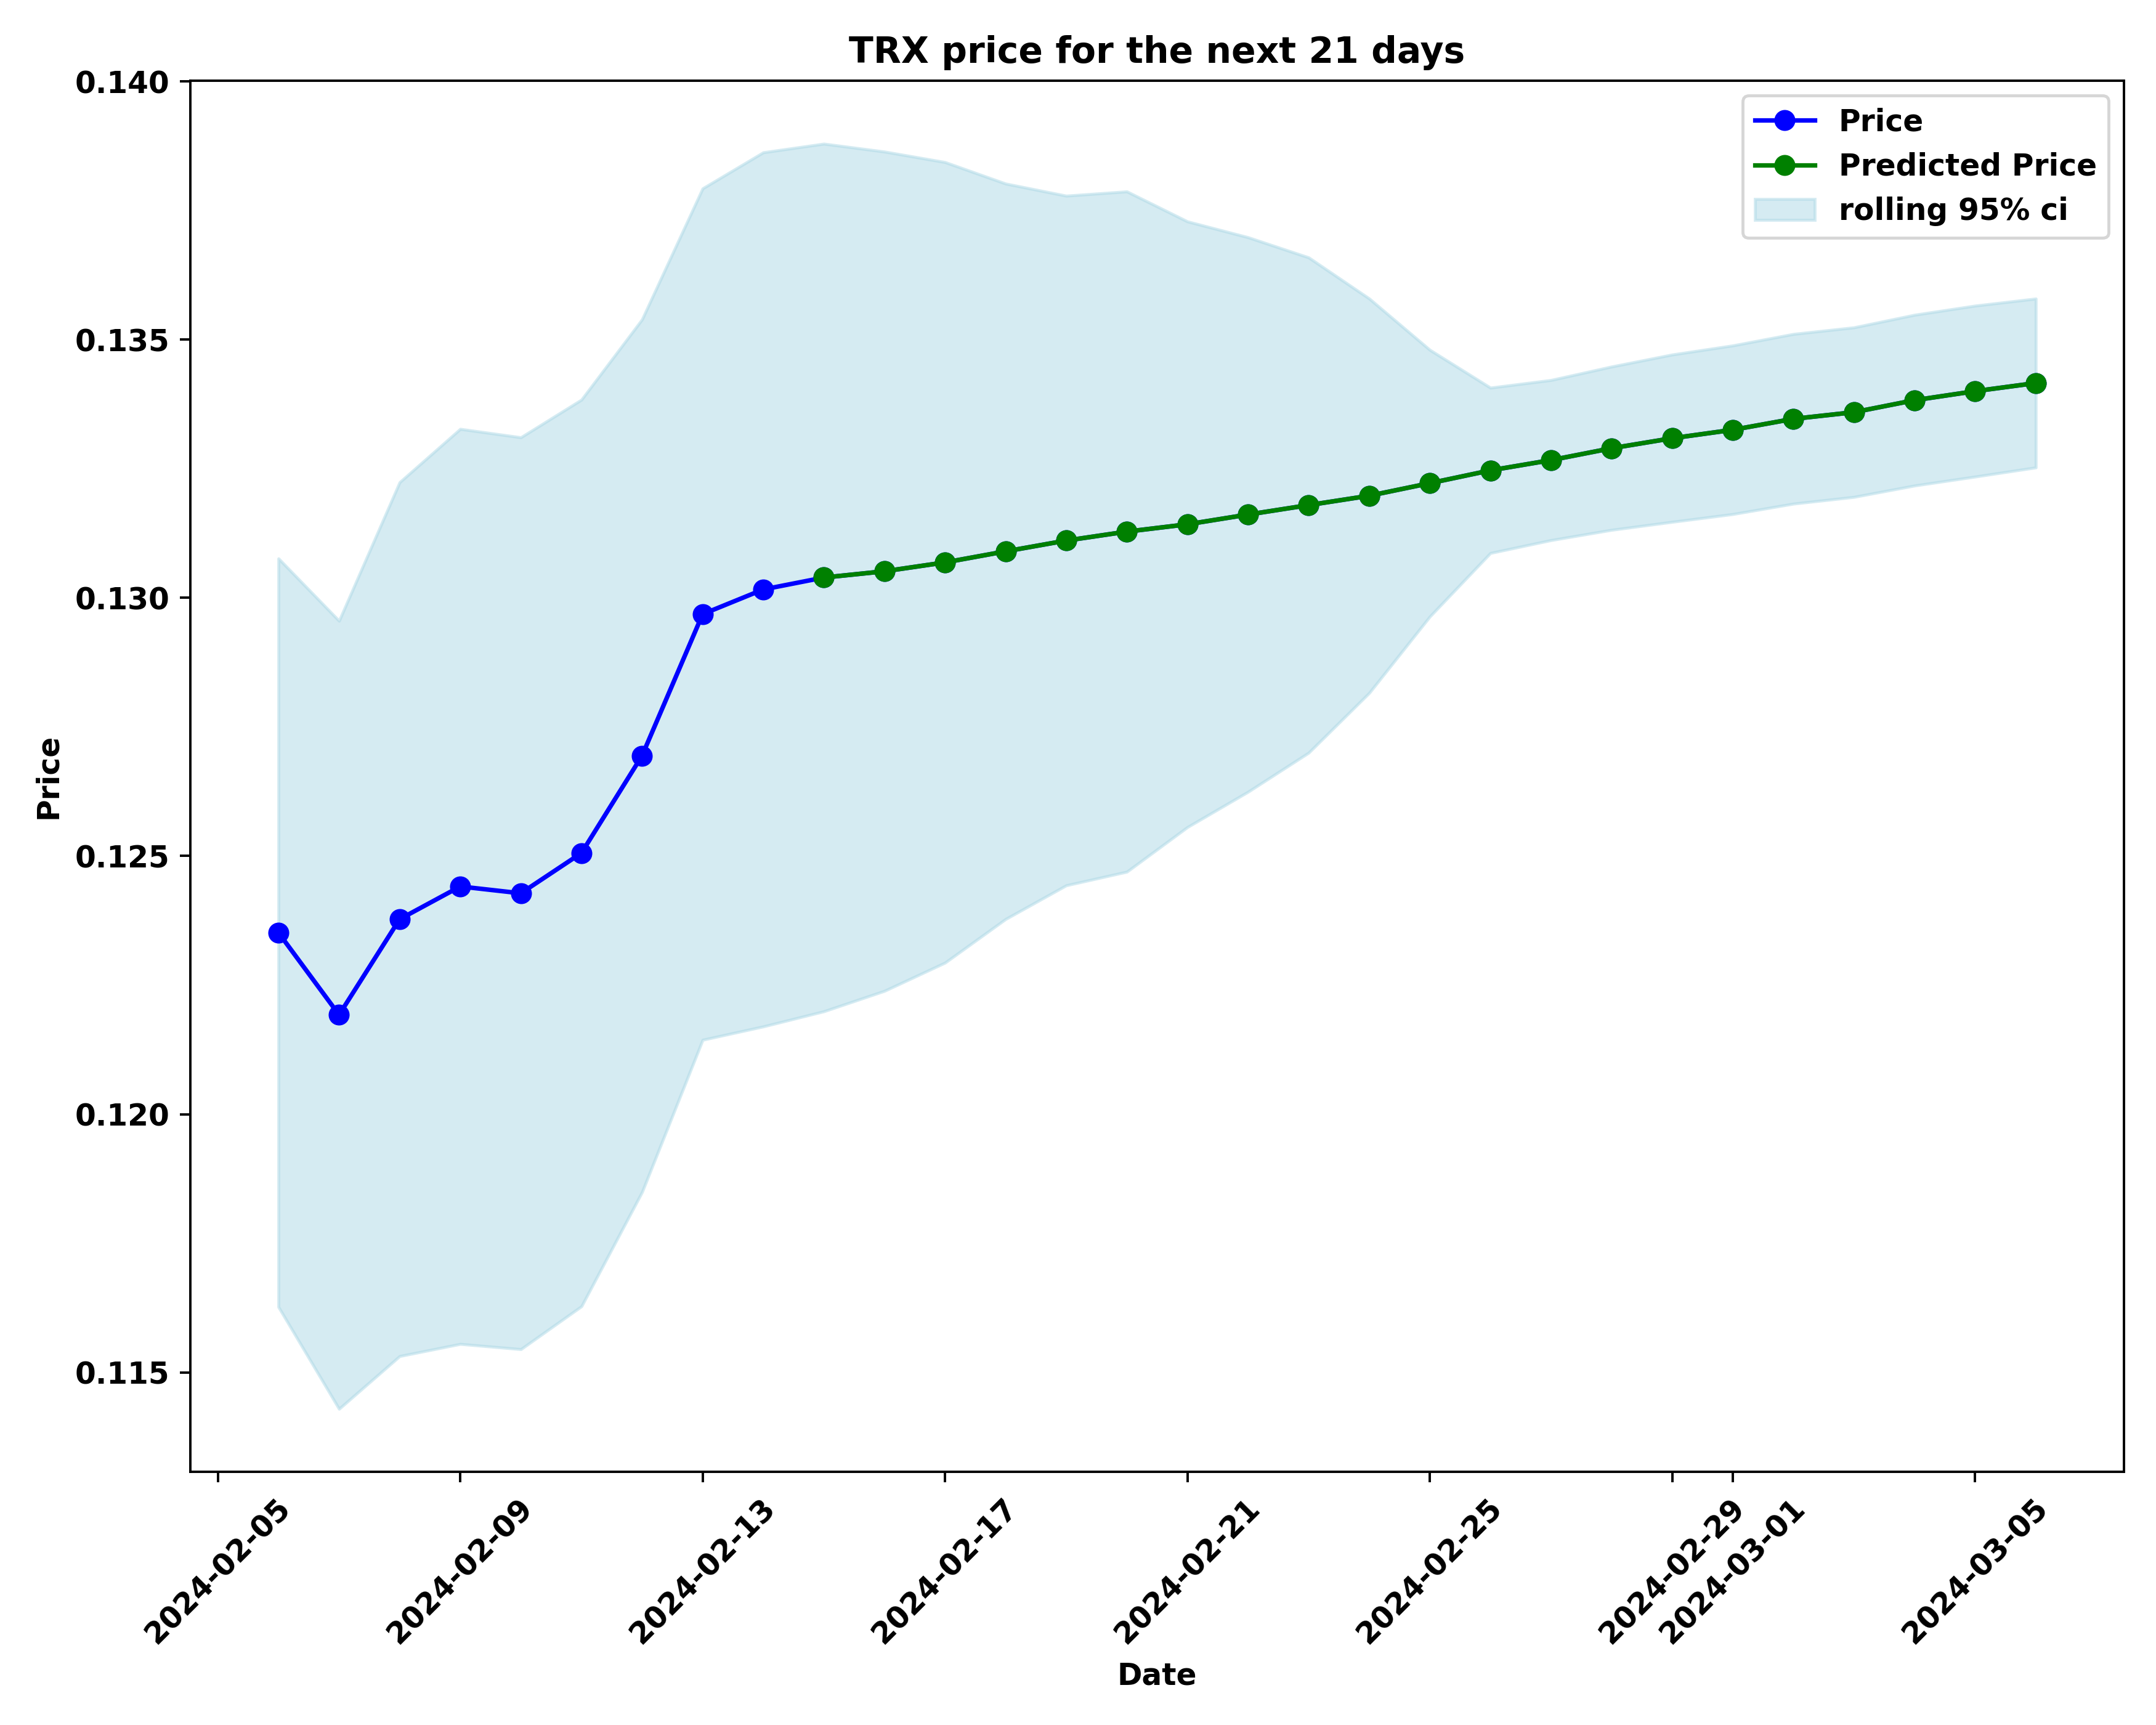 TRX price for the next 21 days
Price
Predicted Price
rolling 95% ci
0.140
0.135
0.130
0.125
0.120
0.115
Price
2024-02-05
2024-02-09
2024-02-13
2024-02-17
2024-02-21
2024-02-25
2024-02-29
2024-03-01
2024-03-05
Date